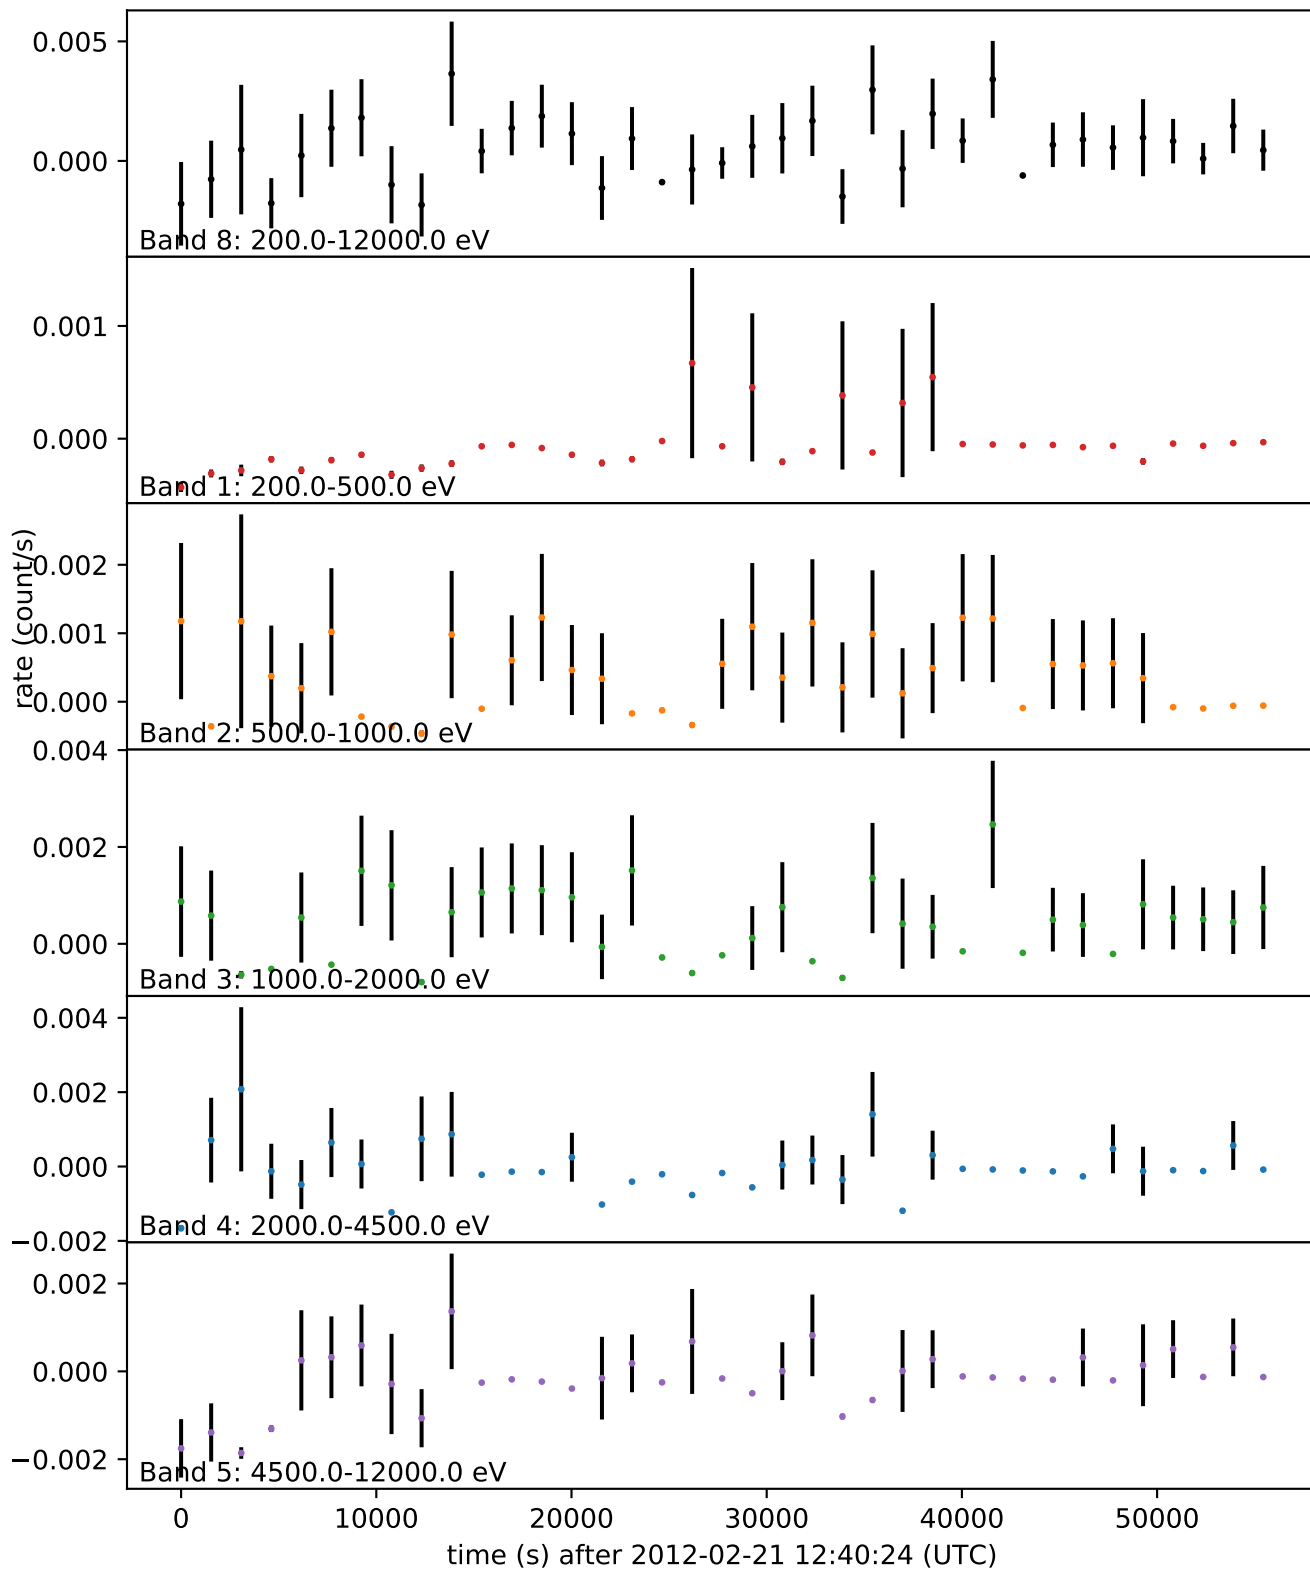 0.005
0.000
Band 8: 200.0-12000.0 eV
0.001
0.000
Band 1: 200.0-500.0 eV
rate (count/s)
0.002
0.001
0.000
Band 2: 500.0-1000.0 eV
0.004
0.002
0.000
Band 3: 1000.0-2000.0 eV
0.004
0.002
0.000
−0.002
Band 4: 2000.0-4500.0 eV
0.002
0.000
−0.002
Band 5: 4500.0-12000.0 eV
0 10000 20000 30000 40000 50000
time (s) after 2012-02-21 12:40:24 (UTC)